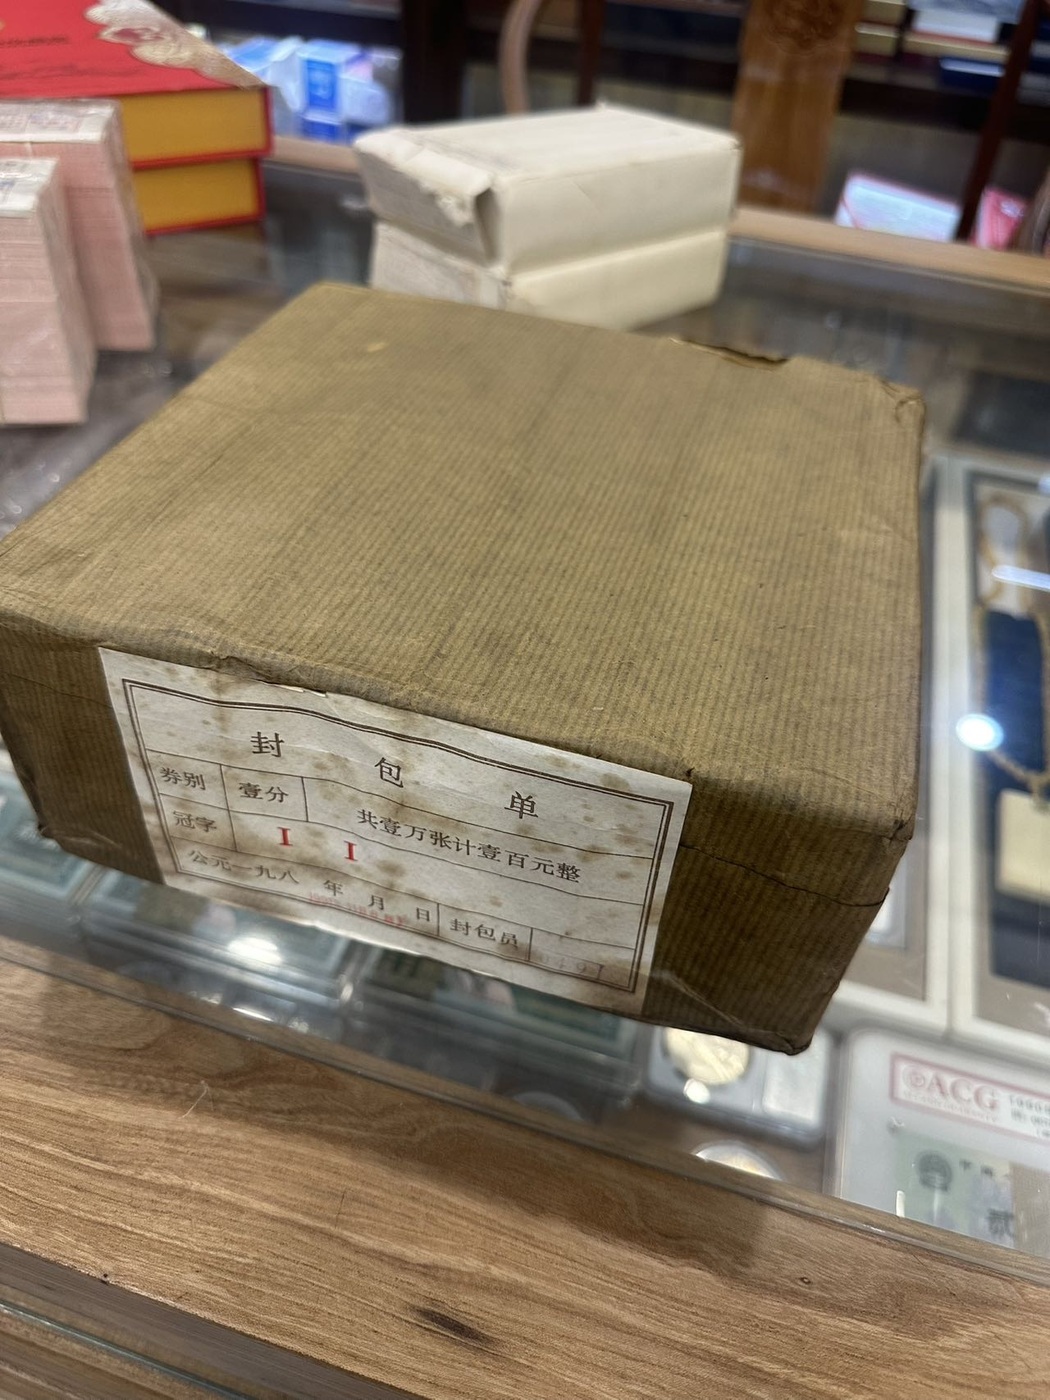 封包单
券别 壹分 共壹万张计壹百元整
冠字 I I
公元一九八 年 月 日 封包员
ACG
贰